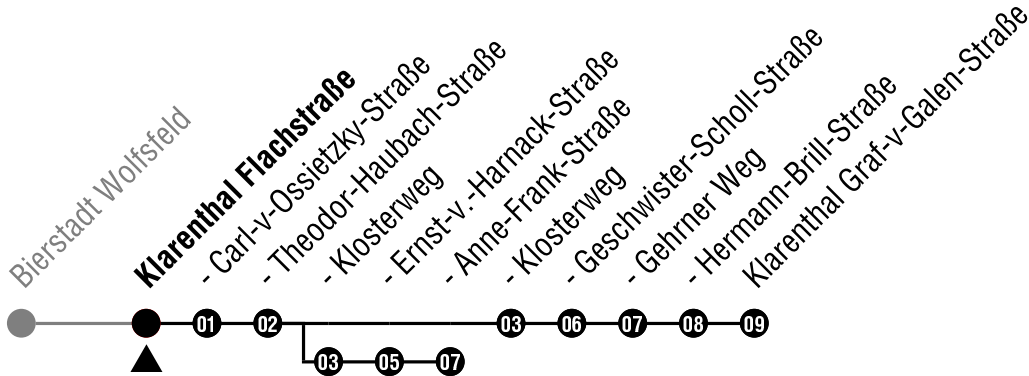 Bierstadt Wolfsfeld
Klarenthal Flachstraße
- Carl-v-Ossietzky-Straße
- Theodor-Haubach-Straße
- Klosterweg
- Ernst-v.-Harnack-Straße
- Anne-Frank-Straße
- Klosterweg
- Geschwister-Scholl-Straße
- Gehrner Weg
- Hermann-Brill-Straße
Klarenthal Graf-v-Galen-Straße
01 02 03 06 07 08 09
03 05 07